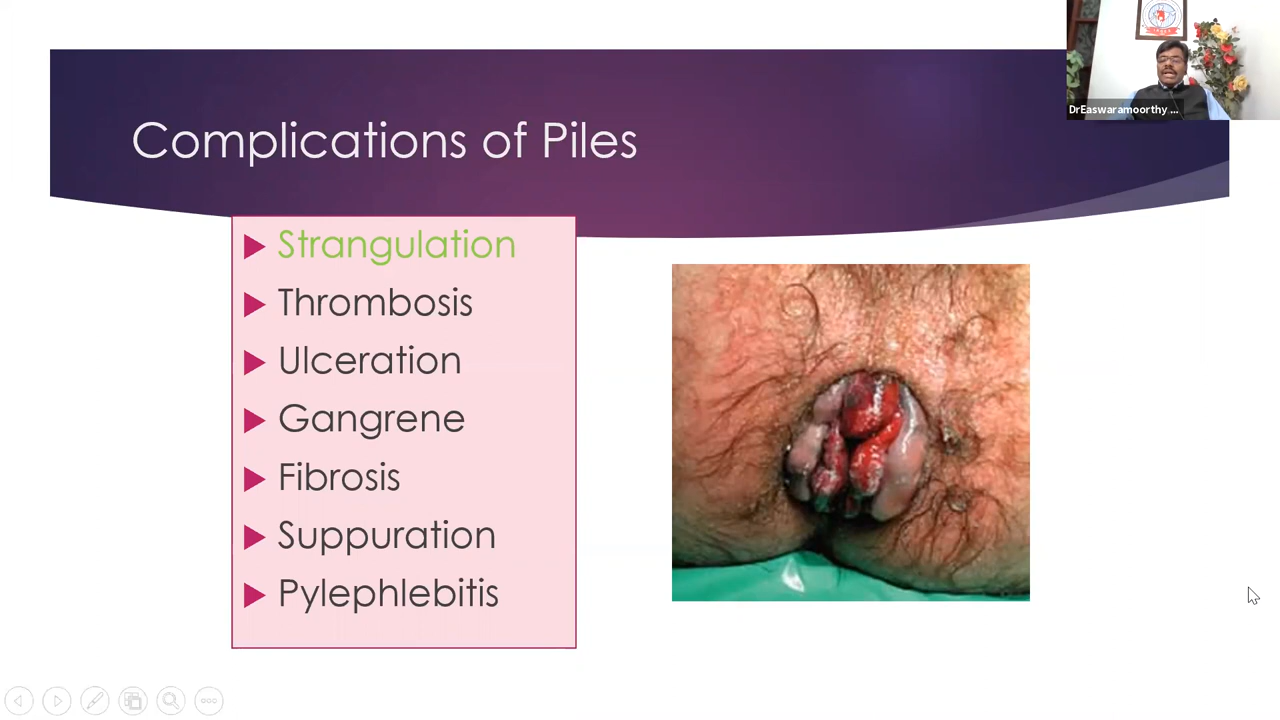 DrEaswaramoorthy ...
Complications of Piles
Strangulation
Thrombosis
Ulceration
Gangrene
Fibrosis
Suppuration
Pylephlebitis